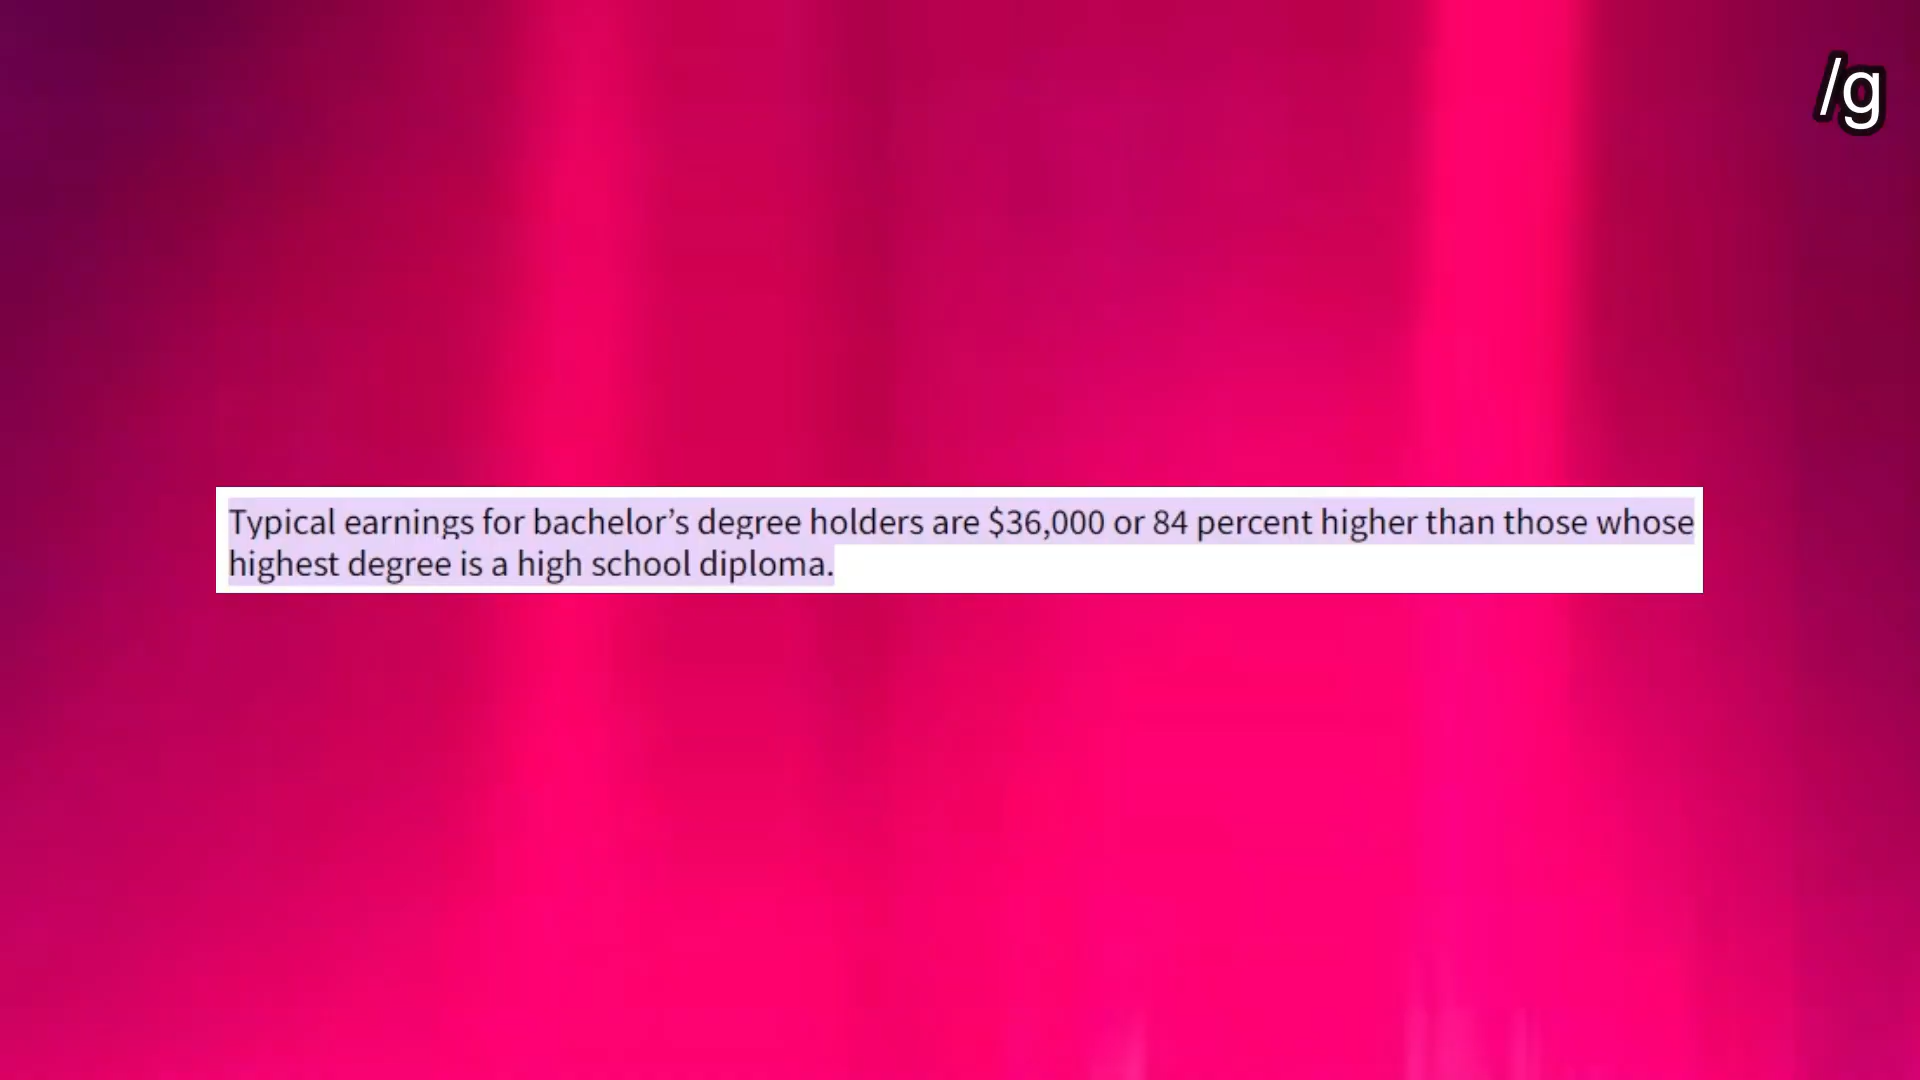 /g
Typical earnings for bachelor’s degree holders are $36,000 or 84 percent higher than those whose
highest degree is a high school diploma.